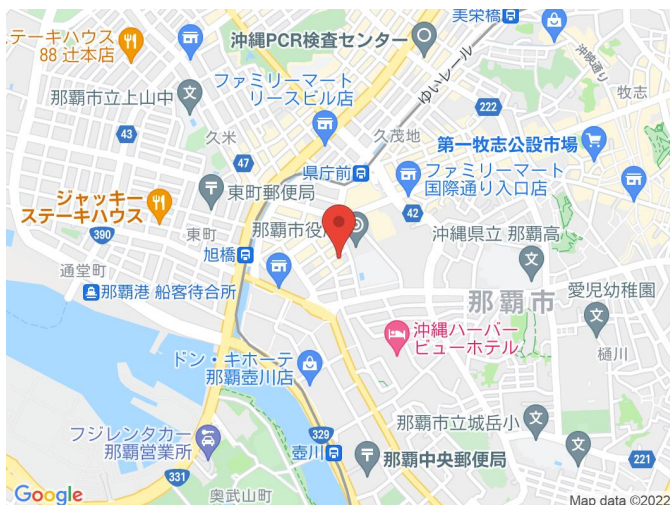 美栄橋
ステーキハウス
88 辻本店
沖縄PCR検査センター
沖映通り
ゆいレール
ファミリーマート
リースビル店
那覇市立上山中
222
牧志
43
久米
久茂地
第一牧志公設市場
47
県庁前
ファミリーマート
国際通り入口店
東町郵便局
ジャッキー
ステーキハウス
42
390
東町
那覇市役
沖縄県立 那覇高
旭橋
通堂町
那覇港 船客待合所
那覇市
愛児幼稚園
沖縄ハーバー
ビューホテル
樋川
ドン・キホーテ
那覇壺川店
那覇市立城岳小
フジレンタカー
那覇営業所
329
壺川
那覇中央郵便局
221
331
奥武山町
Google
Map data ©2022